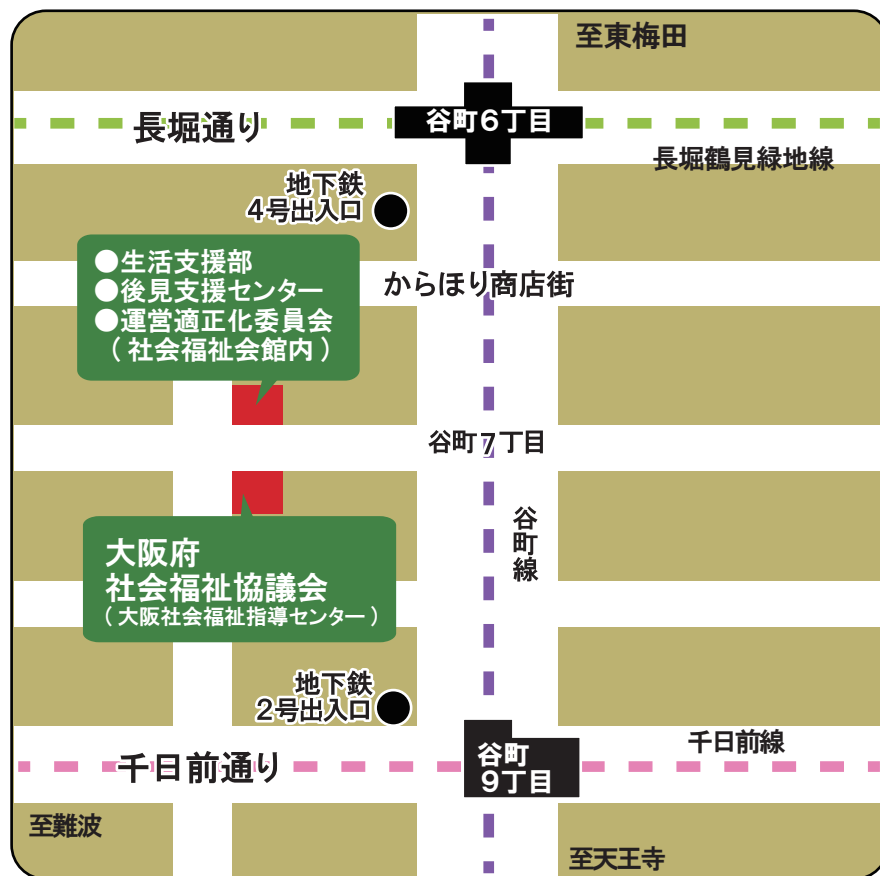 至東梅田
長堀通り
谷町6丁目
長堀鶴見緑地線
地下鉄
4号出入口
●生活支援部
●後見支援センター
●運営適正化委員会
(社会福祉会館内)
からほり商店街
谷町7丁目
谷町線
大阪府
社会福祉協議会
(大阪社会福祉指導センター)
地下鉄
2号出入口
千日前通り
谷町
9丁目
千日前線
至難波
至天王寺